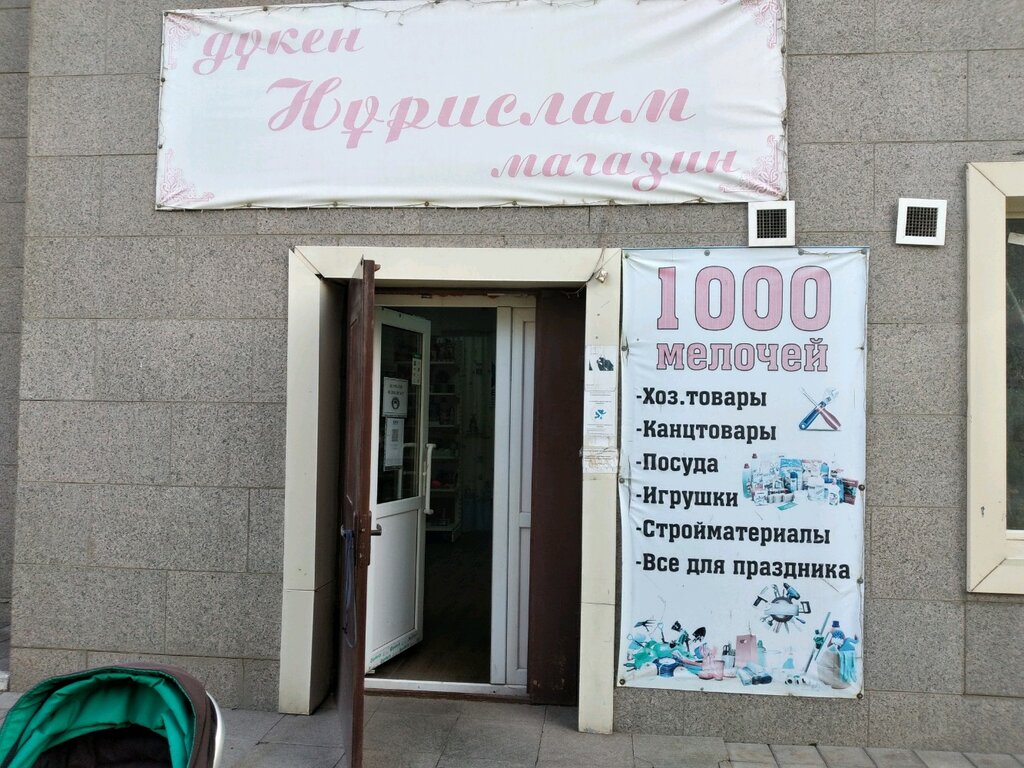 дүкен
Нұрислам
магазин
1000
мелочей
-Хоз.товары
-Канцтовары
-Посуда
-Игрушки
-Стройматериалы
-Все для праздника